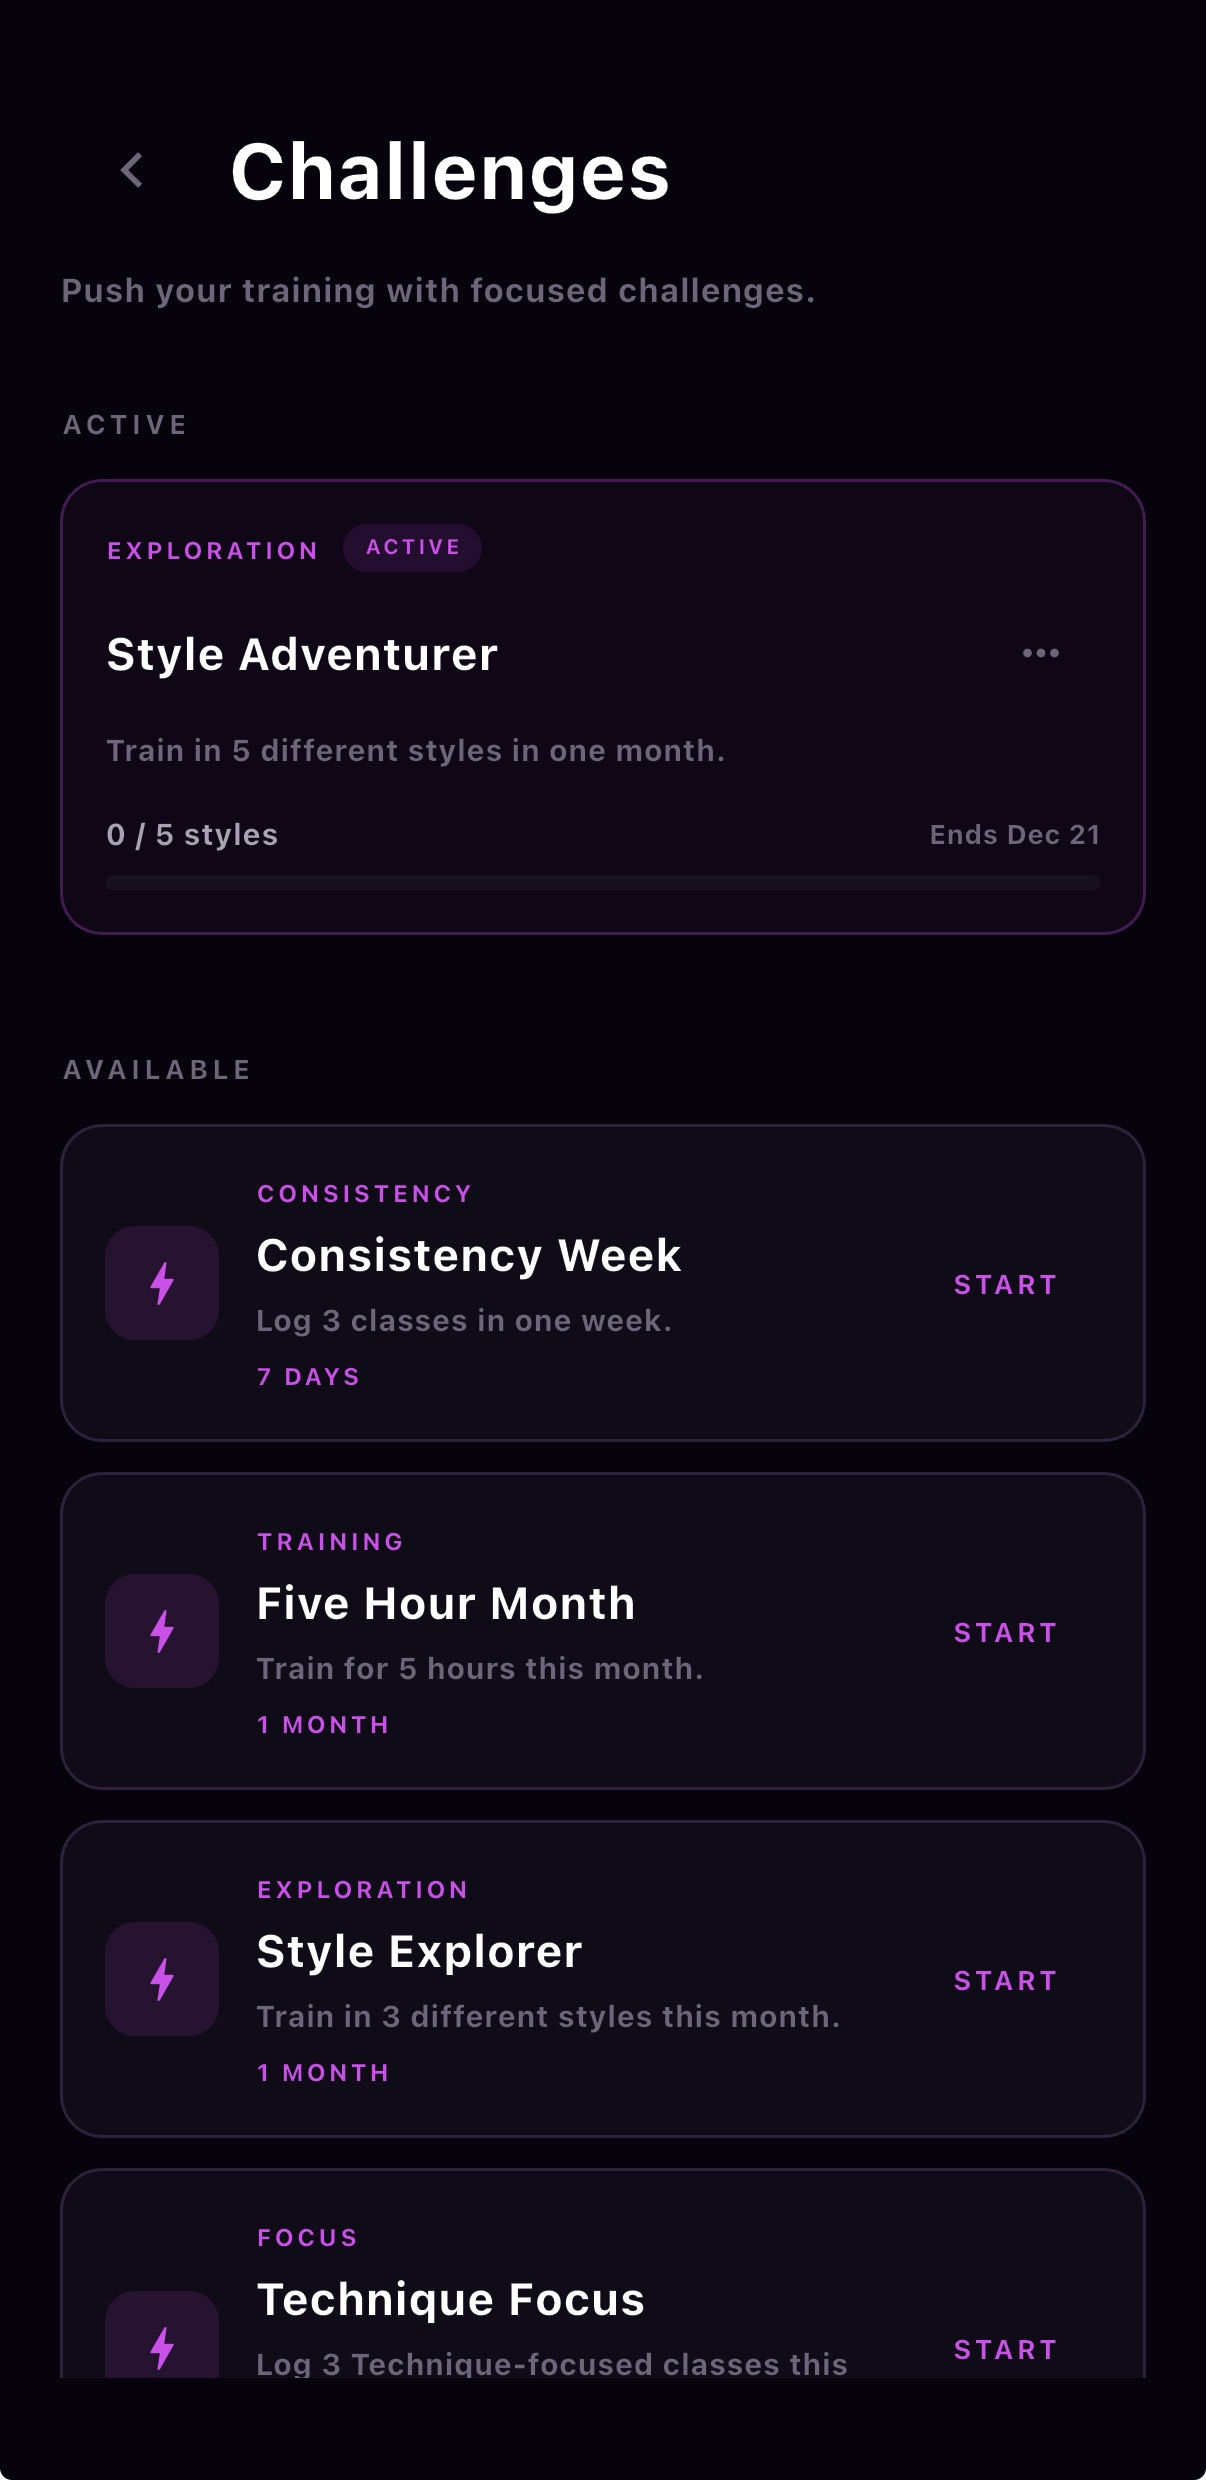 Challenges
Push your training with focused challenges.
ACTIVE
EXPLORATION ACTIVE
Style Adventurer
Train in 5 different styles in one month.
0 / 5 styles Ends Dec 21
AVAILABLE
CONSISTENCY
Consistency Week
Log 3 classes in one week.
7 DAYS
START
TRAINING
Five Hour Month
Train for 5 hours this month.
1 MONTH
START
EXPLORATION
Style Explorer
Train in 3 different styles this month.
1 MONTH
START
FOCUS
Technique Focus
Log 3 Technique-focused classes this
START